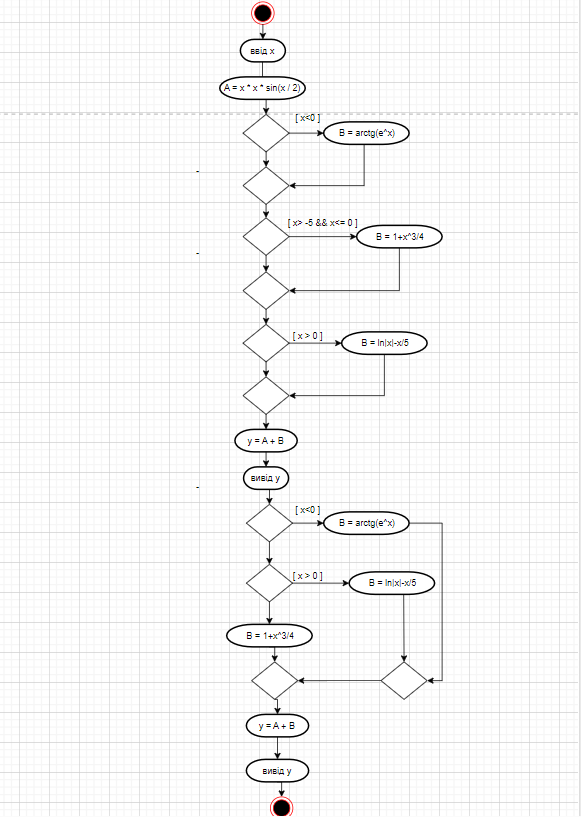 ввід x
A = x * x * sin(x / 2)
[ x<0 ]
B = arctg(e^x)
[ x> -5 && x<= 0 ]
B = 1+x^3/4
[ x > 0 ]
B = ln|x|-x/5
y = A + B
вивід y
[ x<0 ]
B = arctg(e^x)
[ x > 0 ]
B = ln|x|-x/5
B = 1+x^3/4
y = A + B
вивід y